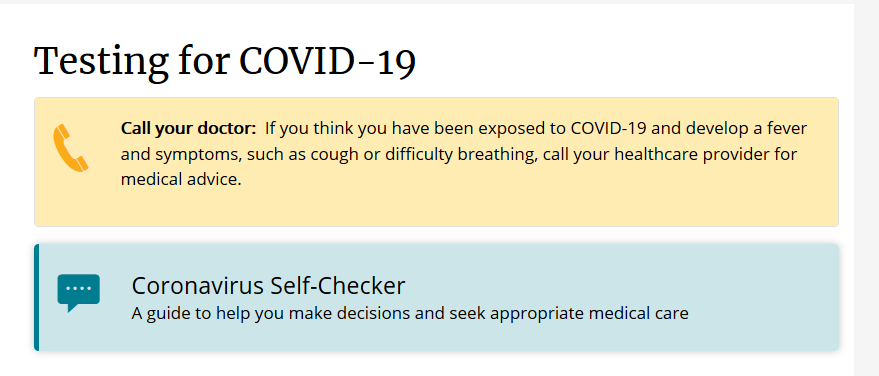 Testing for COVID-19
Call your doctor: If you think you have been exposed to COVID-19 and develop a fever
and symptoms, such as cough or difficulty breathing, call your healthcare provider for
medical advice.
Coronavirus Self-Checker
A guide to help you make decisions and seek appropriate medical care